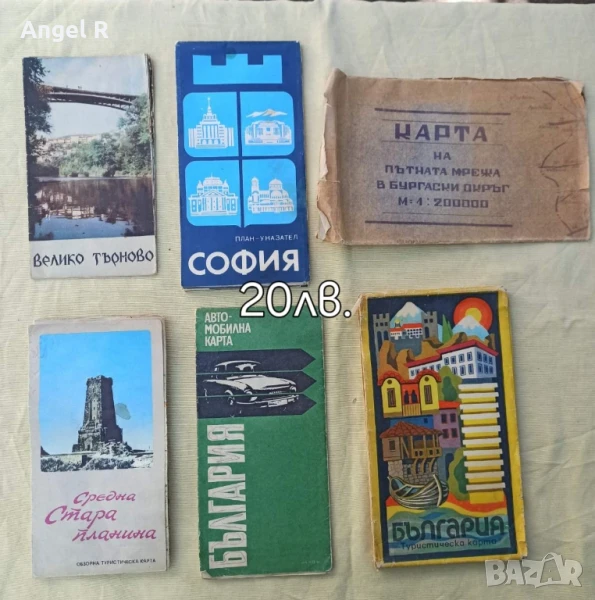 Angel R
Велико Търново
ПЛАН-УКАЗАТЕЛ
СОФИЯ
КАРТА
НА
ПЪТНАТА МРЕЖА
В БУРГАСКИ ОКРЪГ
М=1:200000
20лв.
Средна
Стара
планина
ОБЗОРНА ТУРИСТИЧЕСКА КАРТА
АВТО-
МОБИЛНА
КАРТА
БЪЛГАРИЯ
БЪЛГАРИЯ
Туристическа карта
BAZAR